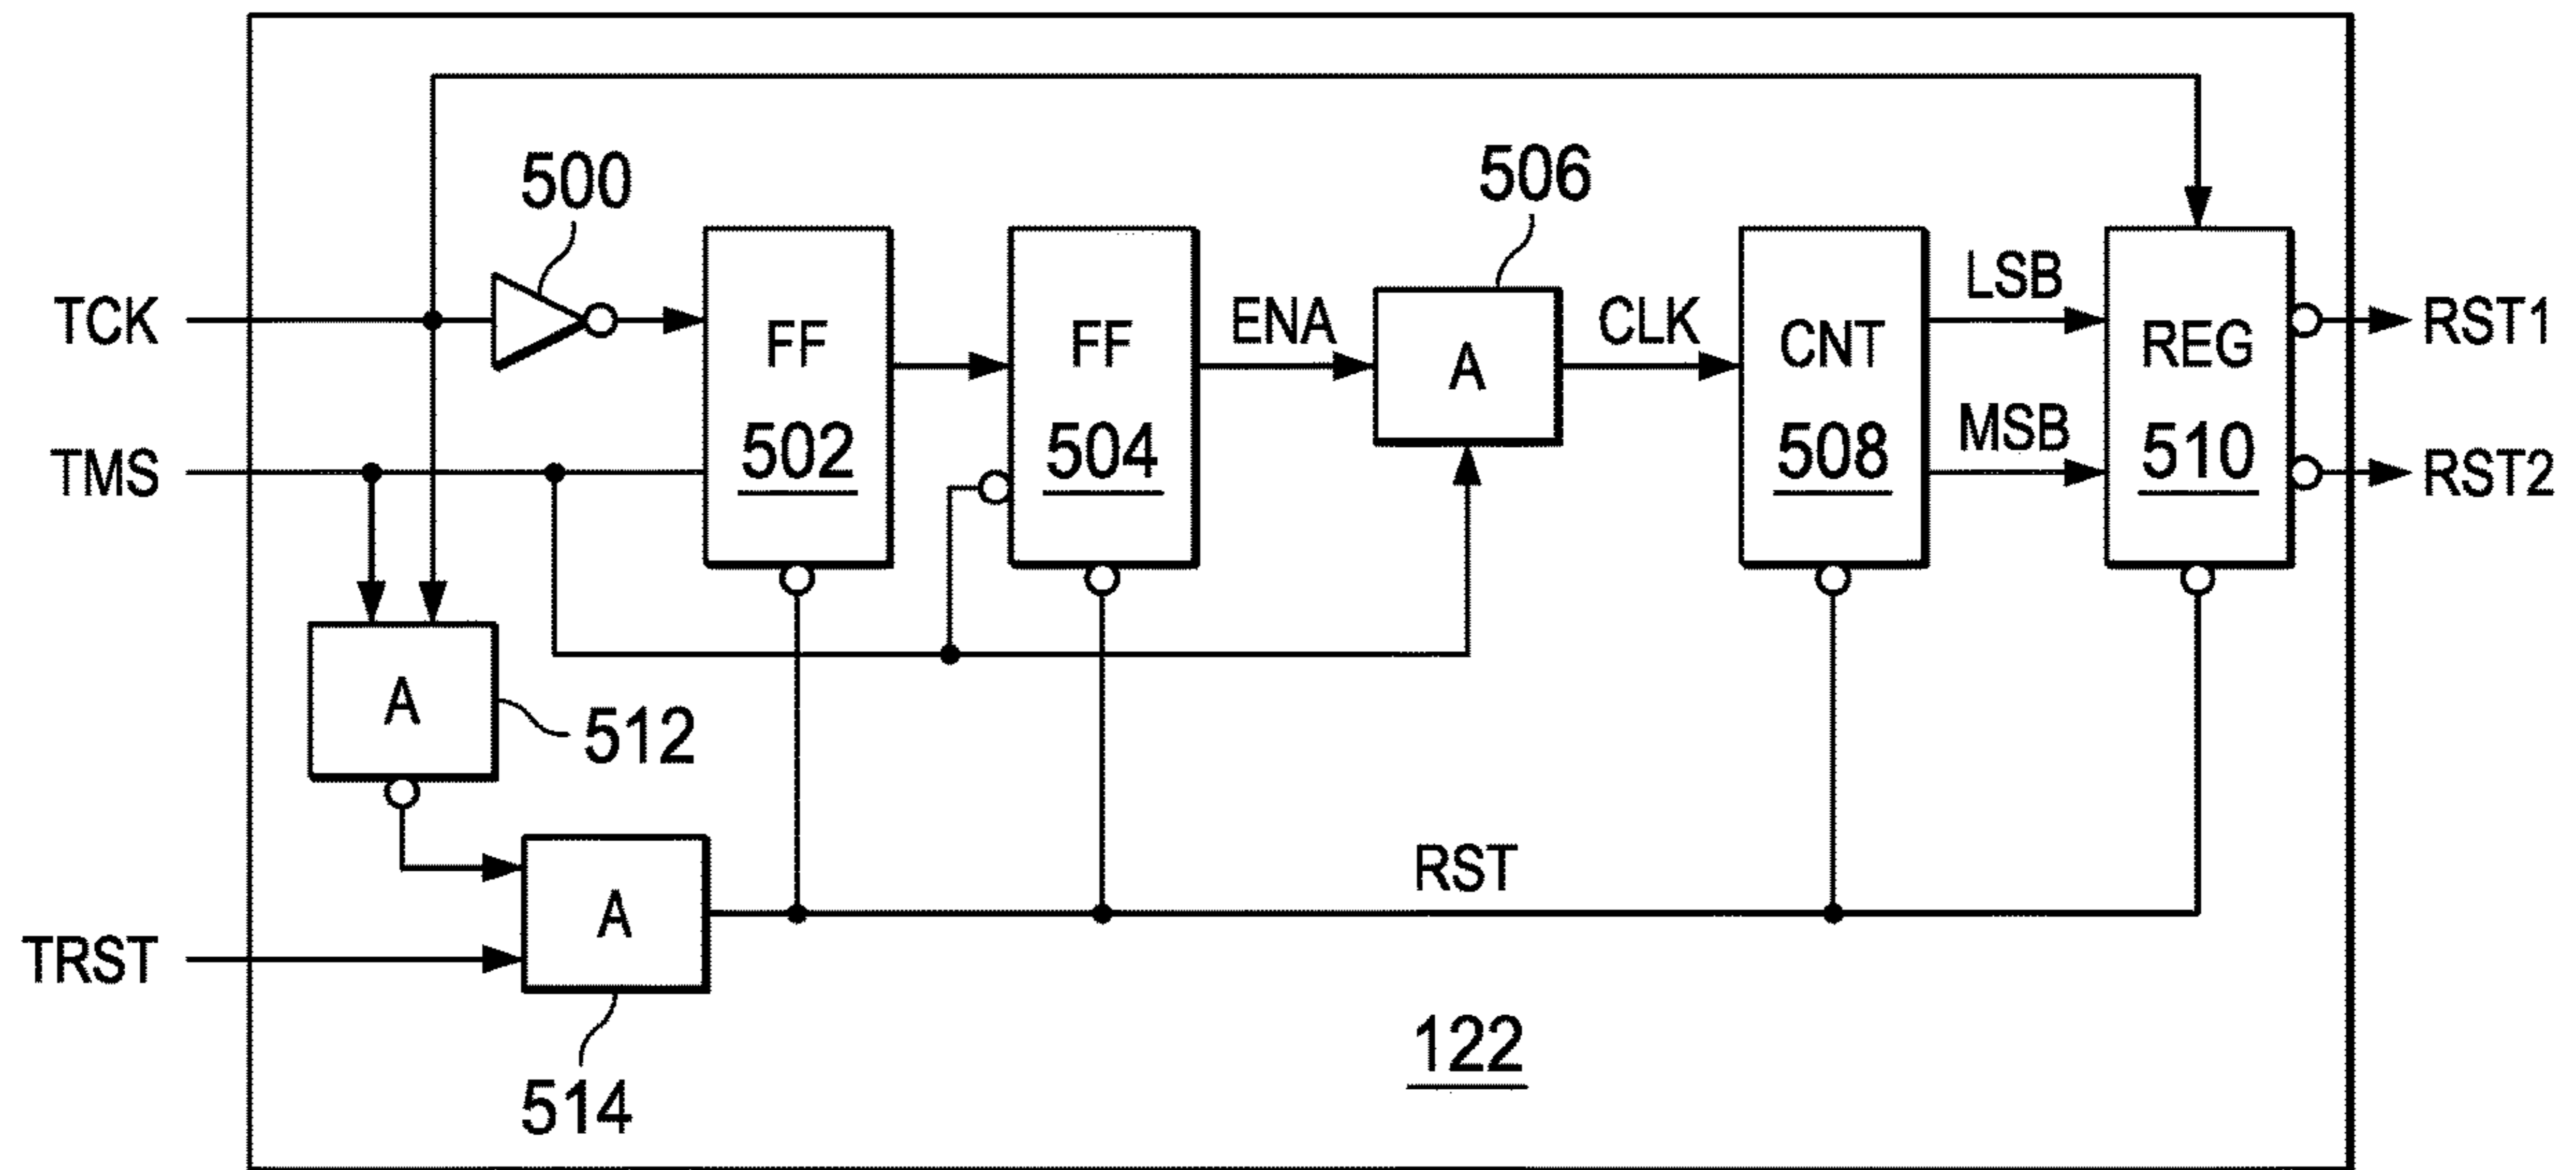 500
506
TCK
FF
502
FF
504
ENA
A
CLK
CNT
508
LSB
MSB
REG
510
RST1
RST2
TMS
A
512
TRST
A
514
RST
122